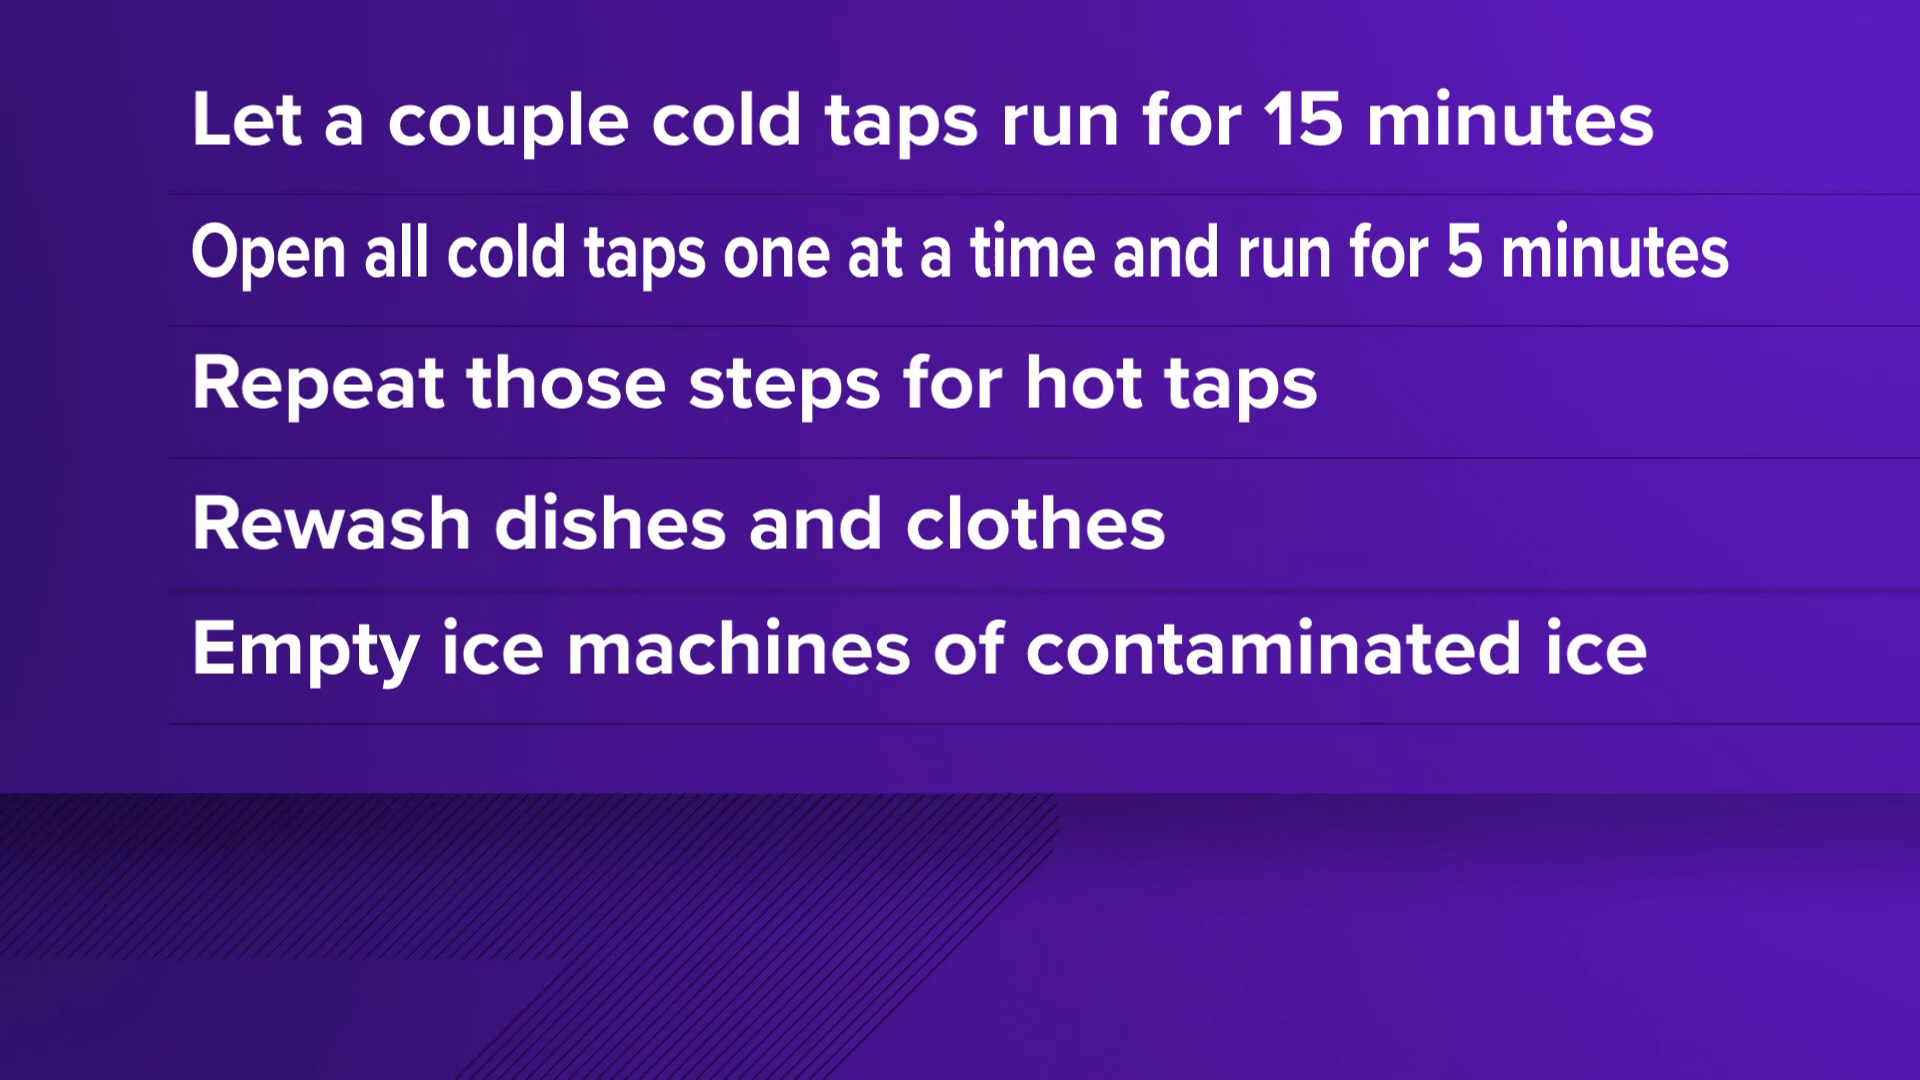 Let a couple cold taps run for 15 minutes
Open all cold taps one at a time and run for 5 minutes
Repeat those steps for hot taps
Rewash dishes and clothes
Empty ice machines of contaminated ice